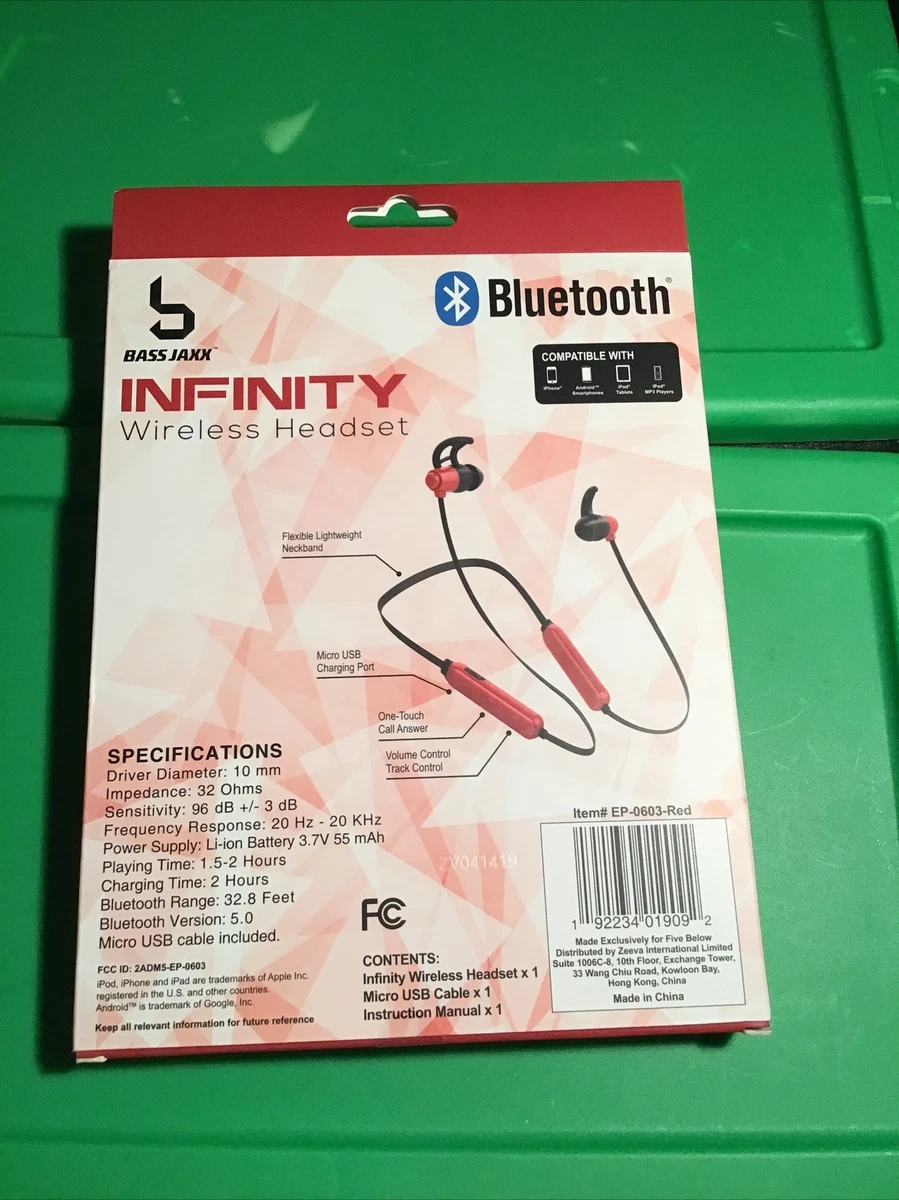 Bluetooth®
BASS JAXX™
INFINITY
Wireless Headset
COMPATIBLE WITH
iPhone®
Android™
Smartphones
iPad®
Tablets
iPod®
MP3 Players
Flexible Lightweight
Neckband
Micro USB
Charging Port
One-Touch
Call Answer
Volume Control
Track Control
SPECIFICATIONS
Driver Diameter: 10 mm
Impedance: 32 Ohms
Sensitivity: 96 dB +/- 3 dB
Frequency Response: 20 Hz - 20 KHz
Power Supply: Li-ion Battery 3.7V 55 mAh
Playing Time: 1.5-2 Hours
Charging Time: 2 Hours
Bluetooth Range: 32.8 Feet
Bluetooth Version: 5.0
Micro USB cable included.
FCC ID: 2ADM5-EP-0603
iPod, iPhone and iPad are trademarks of Apple Inc.
registered in the U.S. and other countries.
Android™ is trademark of Google, Inc.
Keep all relevant information for future reference
ZV041419
FC
CONTENTS:
Infinity Wireless Headset x 1
Micro USB Cable x 1
Instruction Manual x 1
Item# EP-0603-Red
1 92234 01909 2
Made Exclusively for Five Below
Distributed by Zeeva International Limited
Suite 1006C-8, 10th Floor, Exchange Tower,
33 Wang Chiu Road, Kowloon Bay,
Hong Kong, China
Made in China